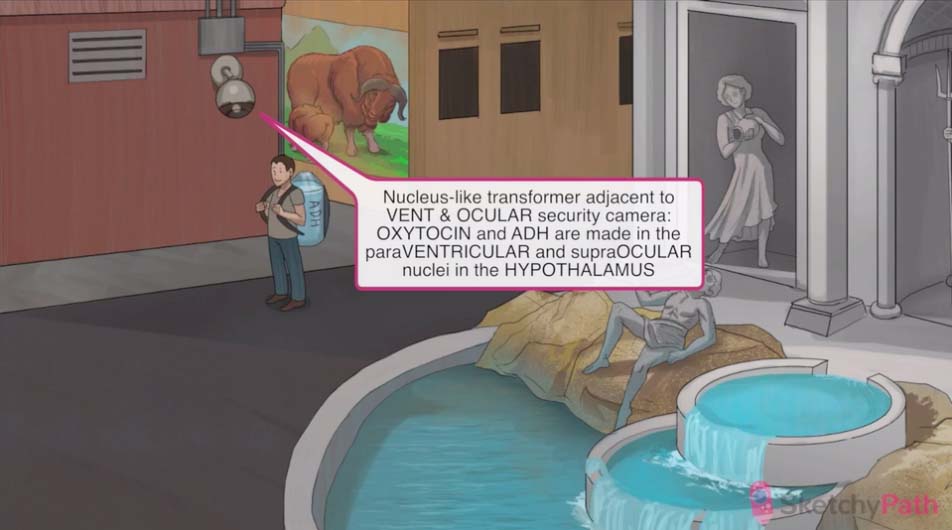 Nucleus-like transformer adjacent to
VENT & OCULAR security camera:
OXYTOCIN and ADH are made in the
paraVENTRICULAR and supraOCULAR
nuclei in the HYPOTHALAMUS
ADH
SketchyPath